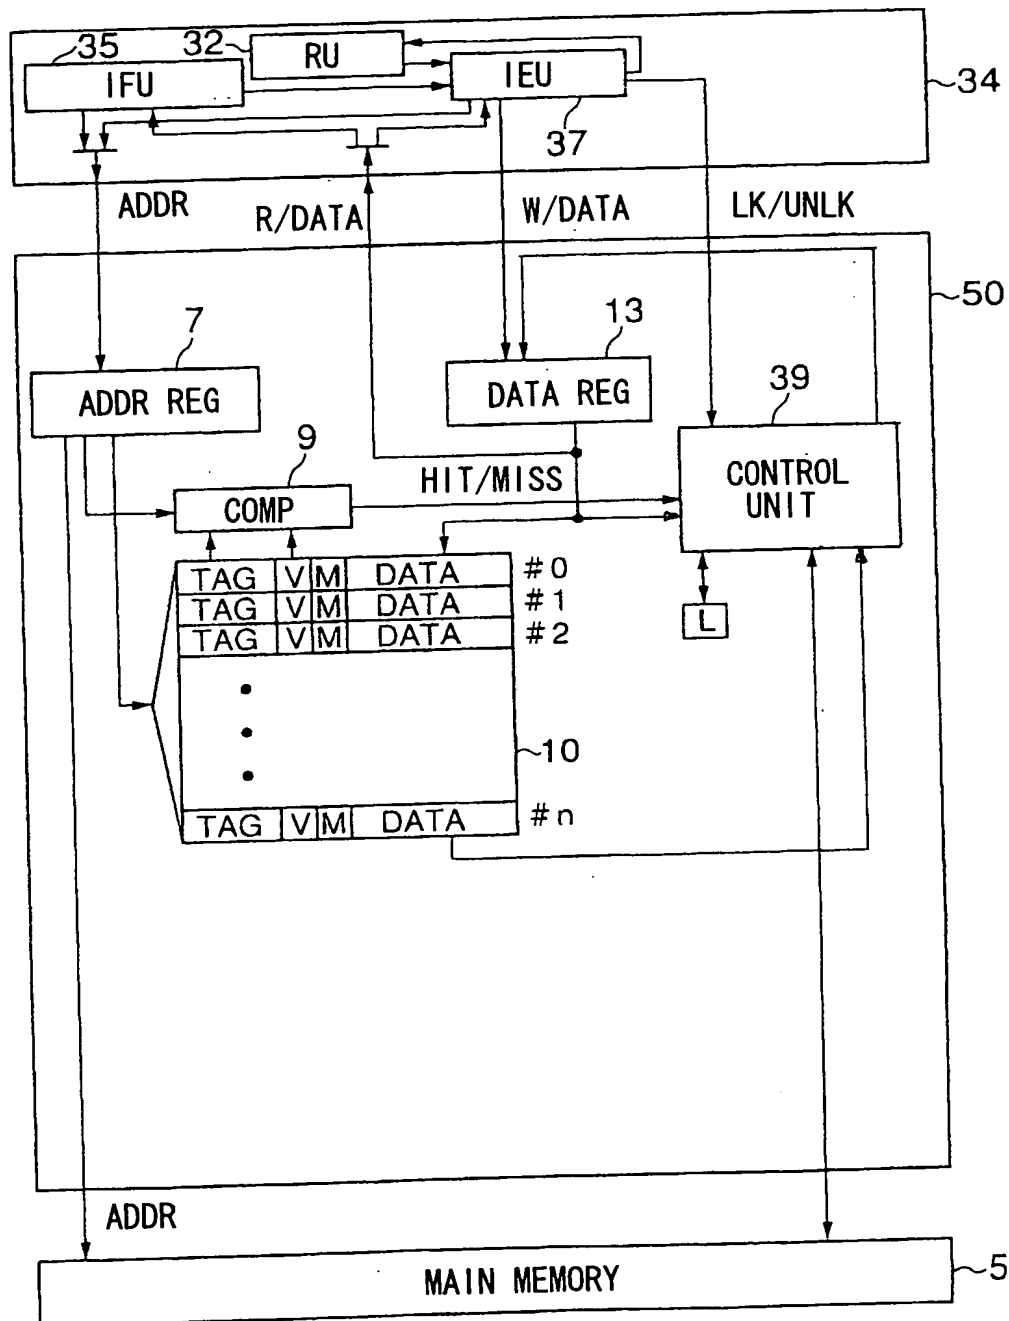 35
32
RU
IFU
IEU
34
37
ADDR
R/DATA
W/DATA
LK/UNLK
50
7
13
ADDR REG
DATA REG
39
9
HIT/MISS
CONTROL
UNIT
COMP
TAG V M DATA #0
TAG V M DATA #1
TAG V M DATA #2
L
10
TAG V M DATA #n
ADDR
MAIN MEMORY
5